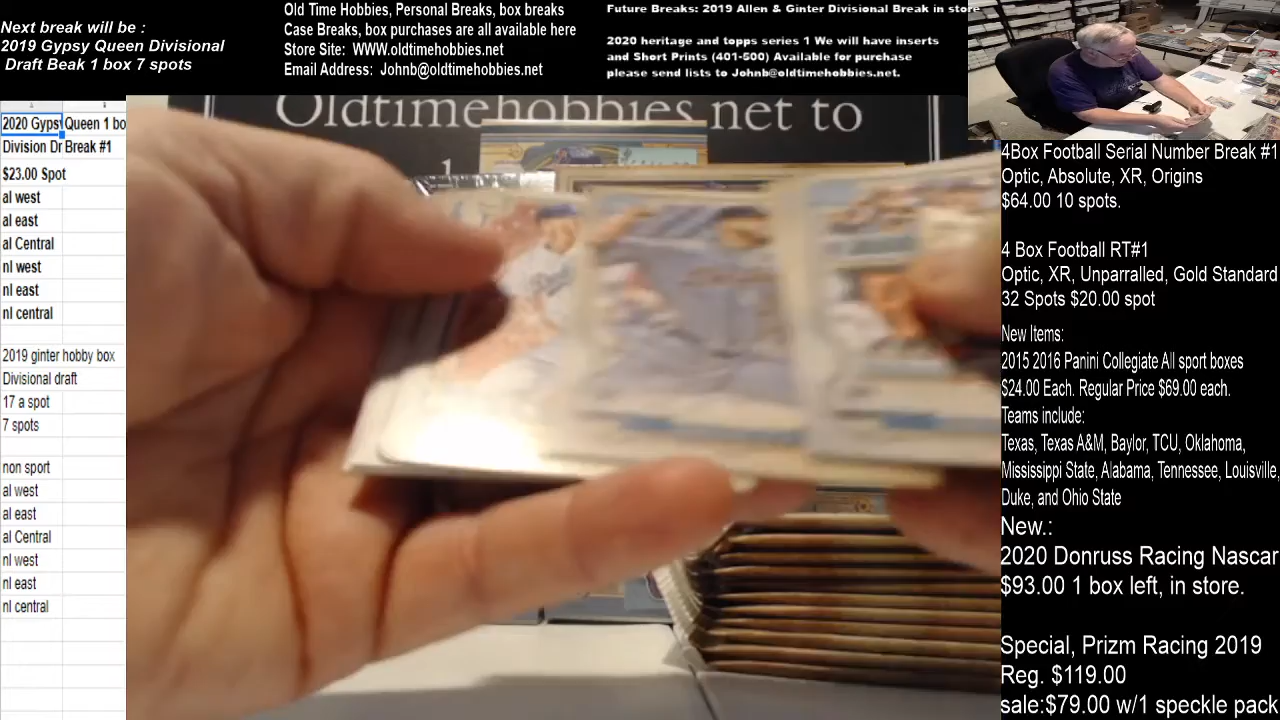 Next break will be :
2019 Gypsy Queen Divisional
Draft Beak 1 box 7 spots
Old Time Hobbies, Personal Breaks, box breaks
Case Breaks, box purchases are all available here
Store Site: WWW.oldtimehobbies.net
Email Address: Johnb@oldtimehobbies.net
Future Breaks: 2019 Allen & Ginter Divisional Break in store
2020 heritage and topps series 1 We will have inserts
and Short Prints (401-500) Available for purchase
please send lists to Johnb@oldtimehobbies.net.
2020 Gypsy Queen 1 bo
Division Dr Break #1
$23.00 Spot
al west
al east
al Central
nl west
nl east
nl central
2019 ginter hobby box
Divisional draft
17 a spot
7 spots
non sport
al west
al east
al Central
nl west
nl east
nl central
Oldtimehobbies.net to
4Box Football Serial Number Break #1
Optic, Absolute, XR, Origins
$64.00 10 spots.
4 Box Football RT#1
Optic, XR, Unparralled, Gold Standard
32 Spots $20.00 spot
New Items:
2015 2016 Panini Collegiate All sport boxes
$24.00 Each. Regular Price $69.00 each.
Teams include:
Texas, Texas A&M, Baylor, TCU, Oklahoma,
Mississippi State, Alabama, Tennessee, Louisville,
Duke, and Ohio State
New.:
2020 Donruss Racing Nascar
$93.00 1 box left, in store.
Special, Prizm Racing 2019
Reg. $119.00
sale:$79.00 w/1 speckle pack